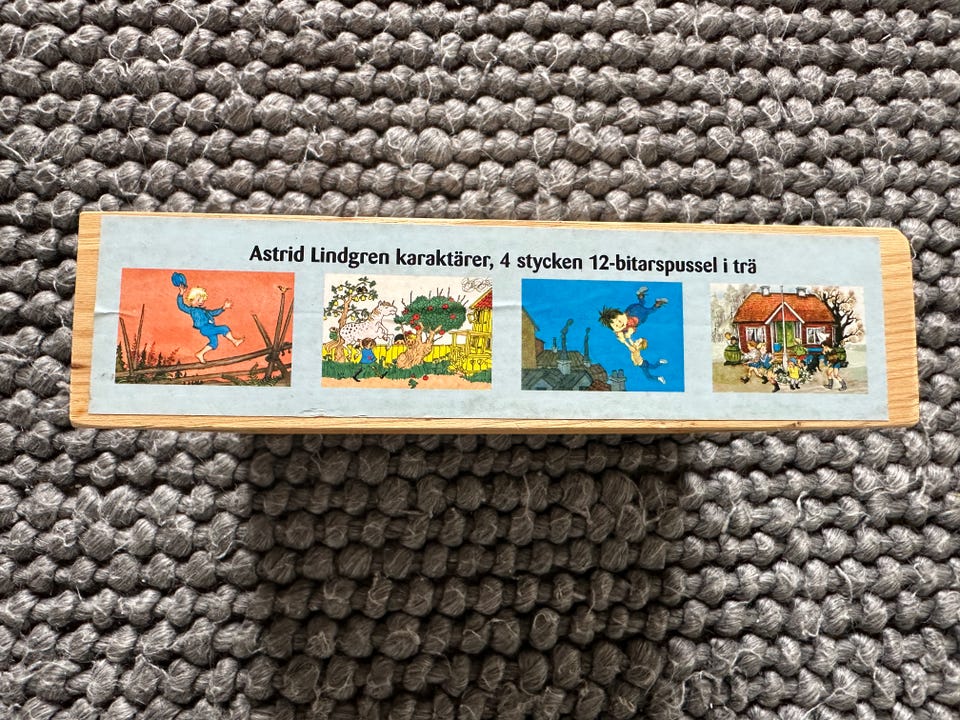 Astrid Lindgren karaktärer, 4 stycken 12-bitarspussel i trä